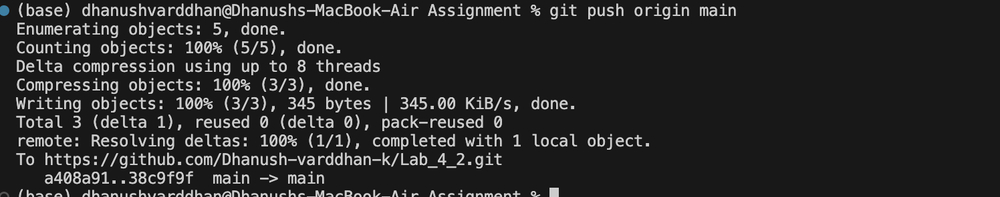 (base) dhanushvarddhan@Dhanushs-MacBook-Air Assignment % git push origin main
Enumerating objects: 5, done.
Counting objects: 100% (5/5), done.
Delta compression using up to 8 threads
Compressing objects: 100% (3/3), done.
Writing objects: 100% (3/3), 345 bytes | 345.00 KiB/s, done.
Total 3 (delta 1), reused 0 (delta 0), pack-reused 0
remote: Resolving deltas: 100% (1/1), completed with 1 local object.
To https://github.com/Dhanush-varddhan-k/Lab_4_2.git
   a408a91..38c9f9f  main -> main
(base) dhanushvarddhan@Dhanushs-MacBook-Air Assignment %